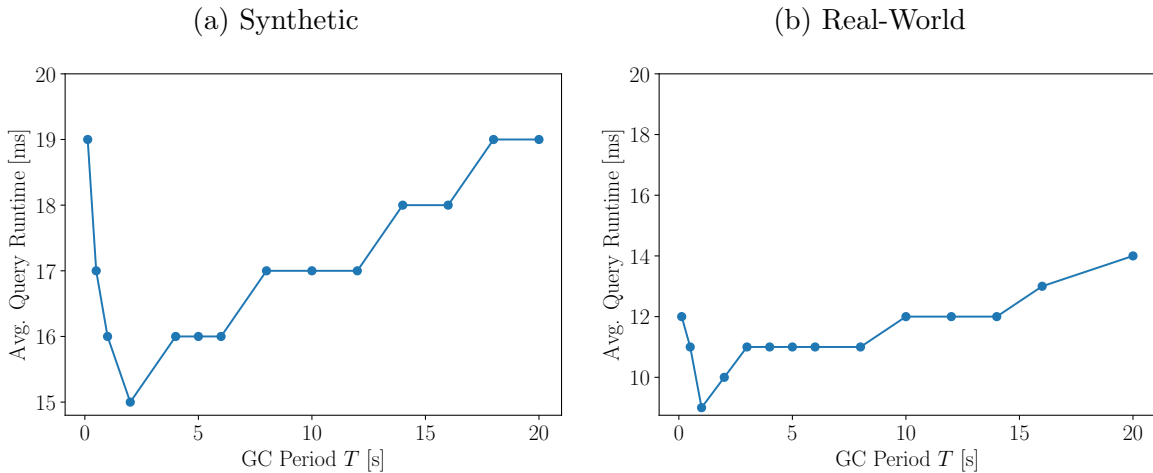 (a) Synthetic
20
19
18
17
16
15
Avg. Query Runtime [ms]
0 5 10 15 20
GC Period T [s]
(b) Real-World
20
18
16
14
12
10
Avg. Query Runtime [ms]
0 5 10 15 20
GC Period T [s]